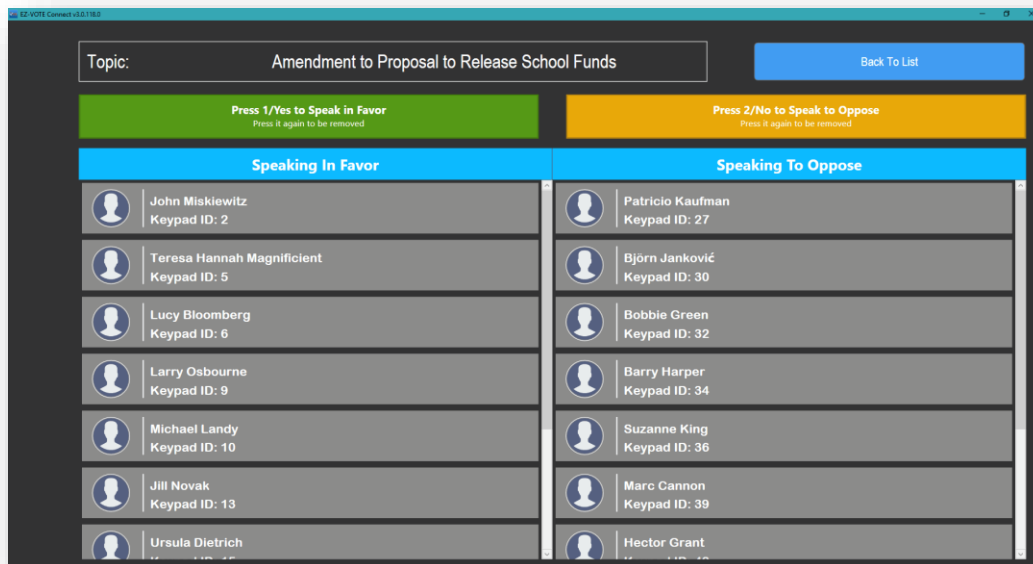 EZ-VOTE Connect v3.0.118.0
Topic: Amendment to Proposal to Release School Funds
Back To List
Press 1/Yes to Speak in Favor
Press it again to be removed
Press 2/No to Speak to Oppose
Press it again to be removed
Speaking In Favor
John Miskiewitz
Keypad ID: 2
Teresa Hannah Magnificient
Keypad ID: 5
Lucy Bloomberg
Keypad ID: 6
Larry Osbourne
Keypad ID: 9
Michael Landy
Keypad ID: 10
Jill Novak
Keypad ID: 13
Ursula Dietrich
Speaking To Oppose
Patricio Kaufman
Keypad ID: 27
Björn Janković
Keypad ID: 30
Bobbie Green
Keypad ID: 32
Barry Harper
Keypad ID: 34
Suzanne King
Keypad ID: 36
Marc Cannon
Keypad ID: 39
Hector Grant